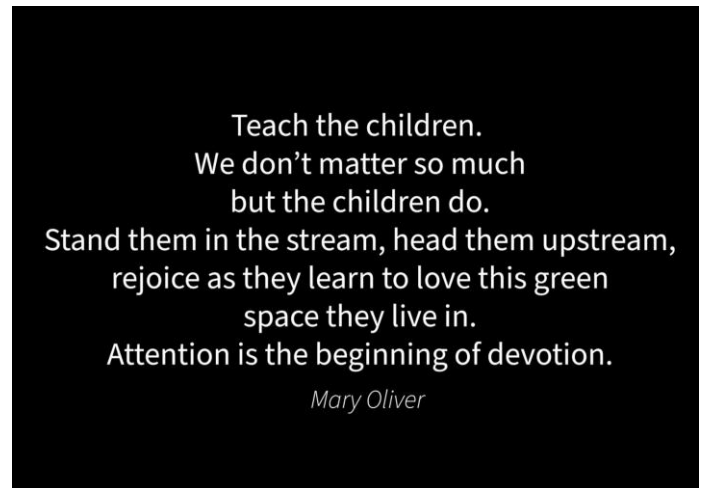 Teach the children.
We don’t matter so much
but the children do.
Stand them in the stream, head them upstream,
rejoice as they learn to love this green
space they live in.
Attention is the beginning of devotion.
Mary Oliver